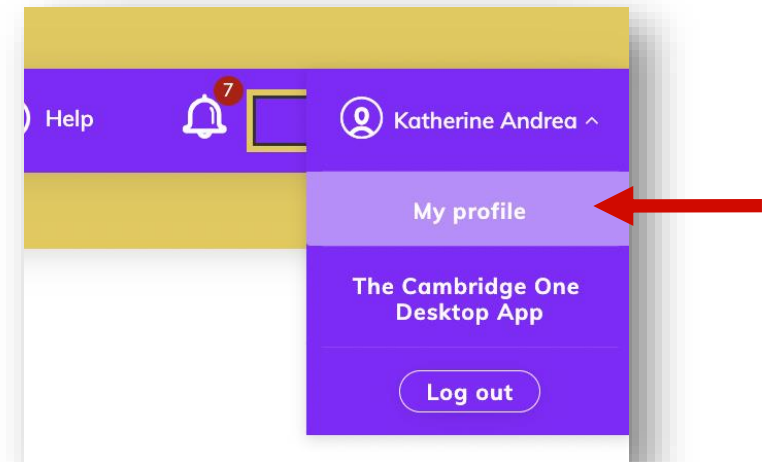 Help
7
Katherine Andrea
My profile
The Cambridge One
Desktop App
Log out